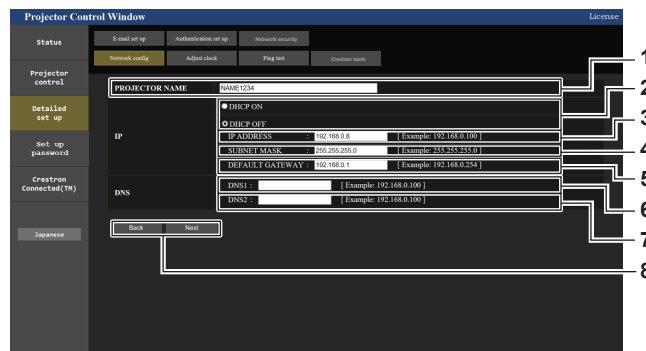 Projector Control Window
License
Status
E-mail set up
Authentication set up
Network security
Network config
Adjust clock
Ping test
Crestron tools
Projector
control
Detailed
set up
Set up
password
Crestron
Connected(TM)
Japanese
PROJECTOR NAME NAME1234
IP
DHCP ON
DHCP OFF
IP ADDRESS : 192.168.0.8 [ Example: 192.168.0.100 ]
SUBNET MASK : 255.255.255.0 [ Example: 255.255.255.0 ]
DEFAULT GATEWAY : 192.168.0.1 [ Example: 192.168.0.254 ]
DNS
DNS1 : [ Example: 192.168.0.100 ]
DNS2 : [ Example: 192.168.0.100 ]
Back Next
1
2
3
4
5
6
7
8